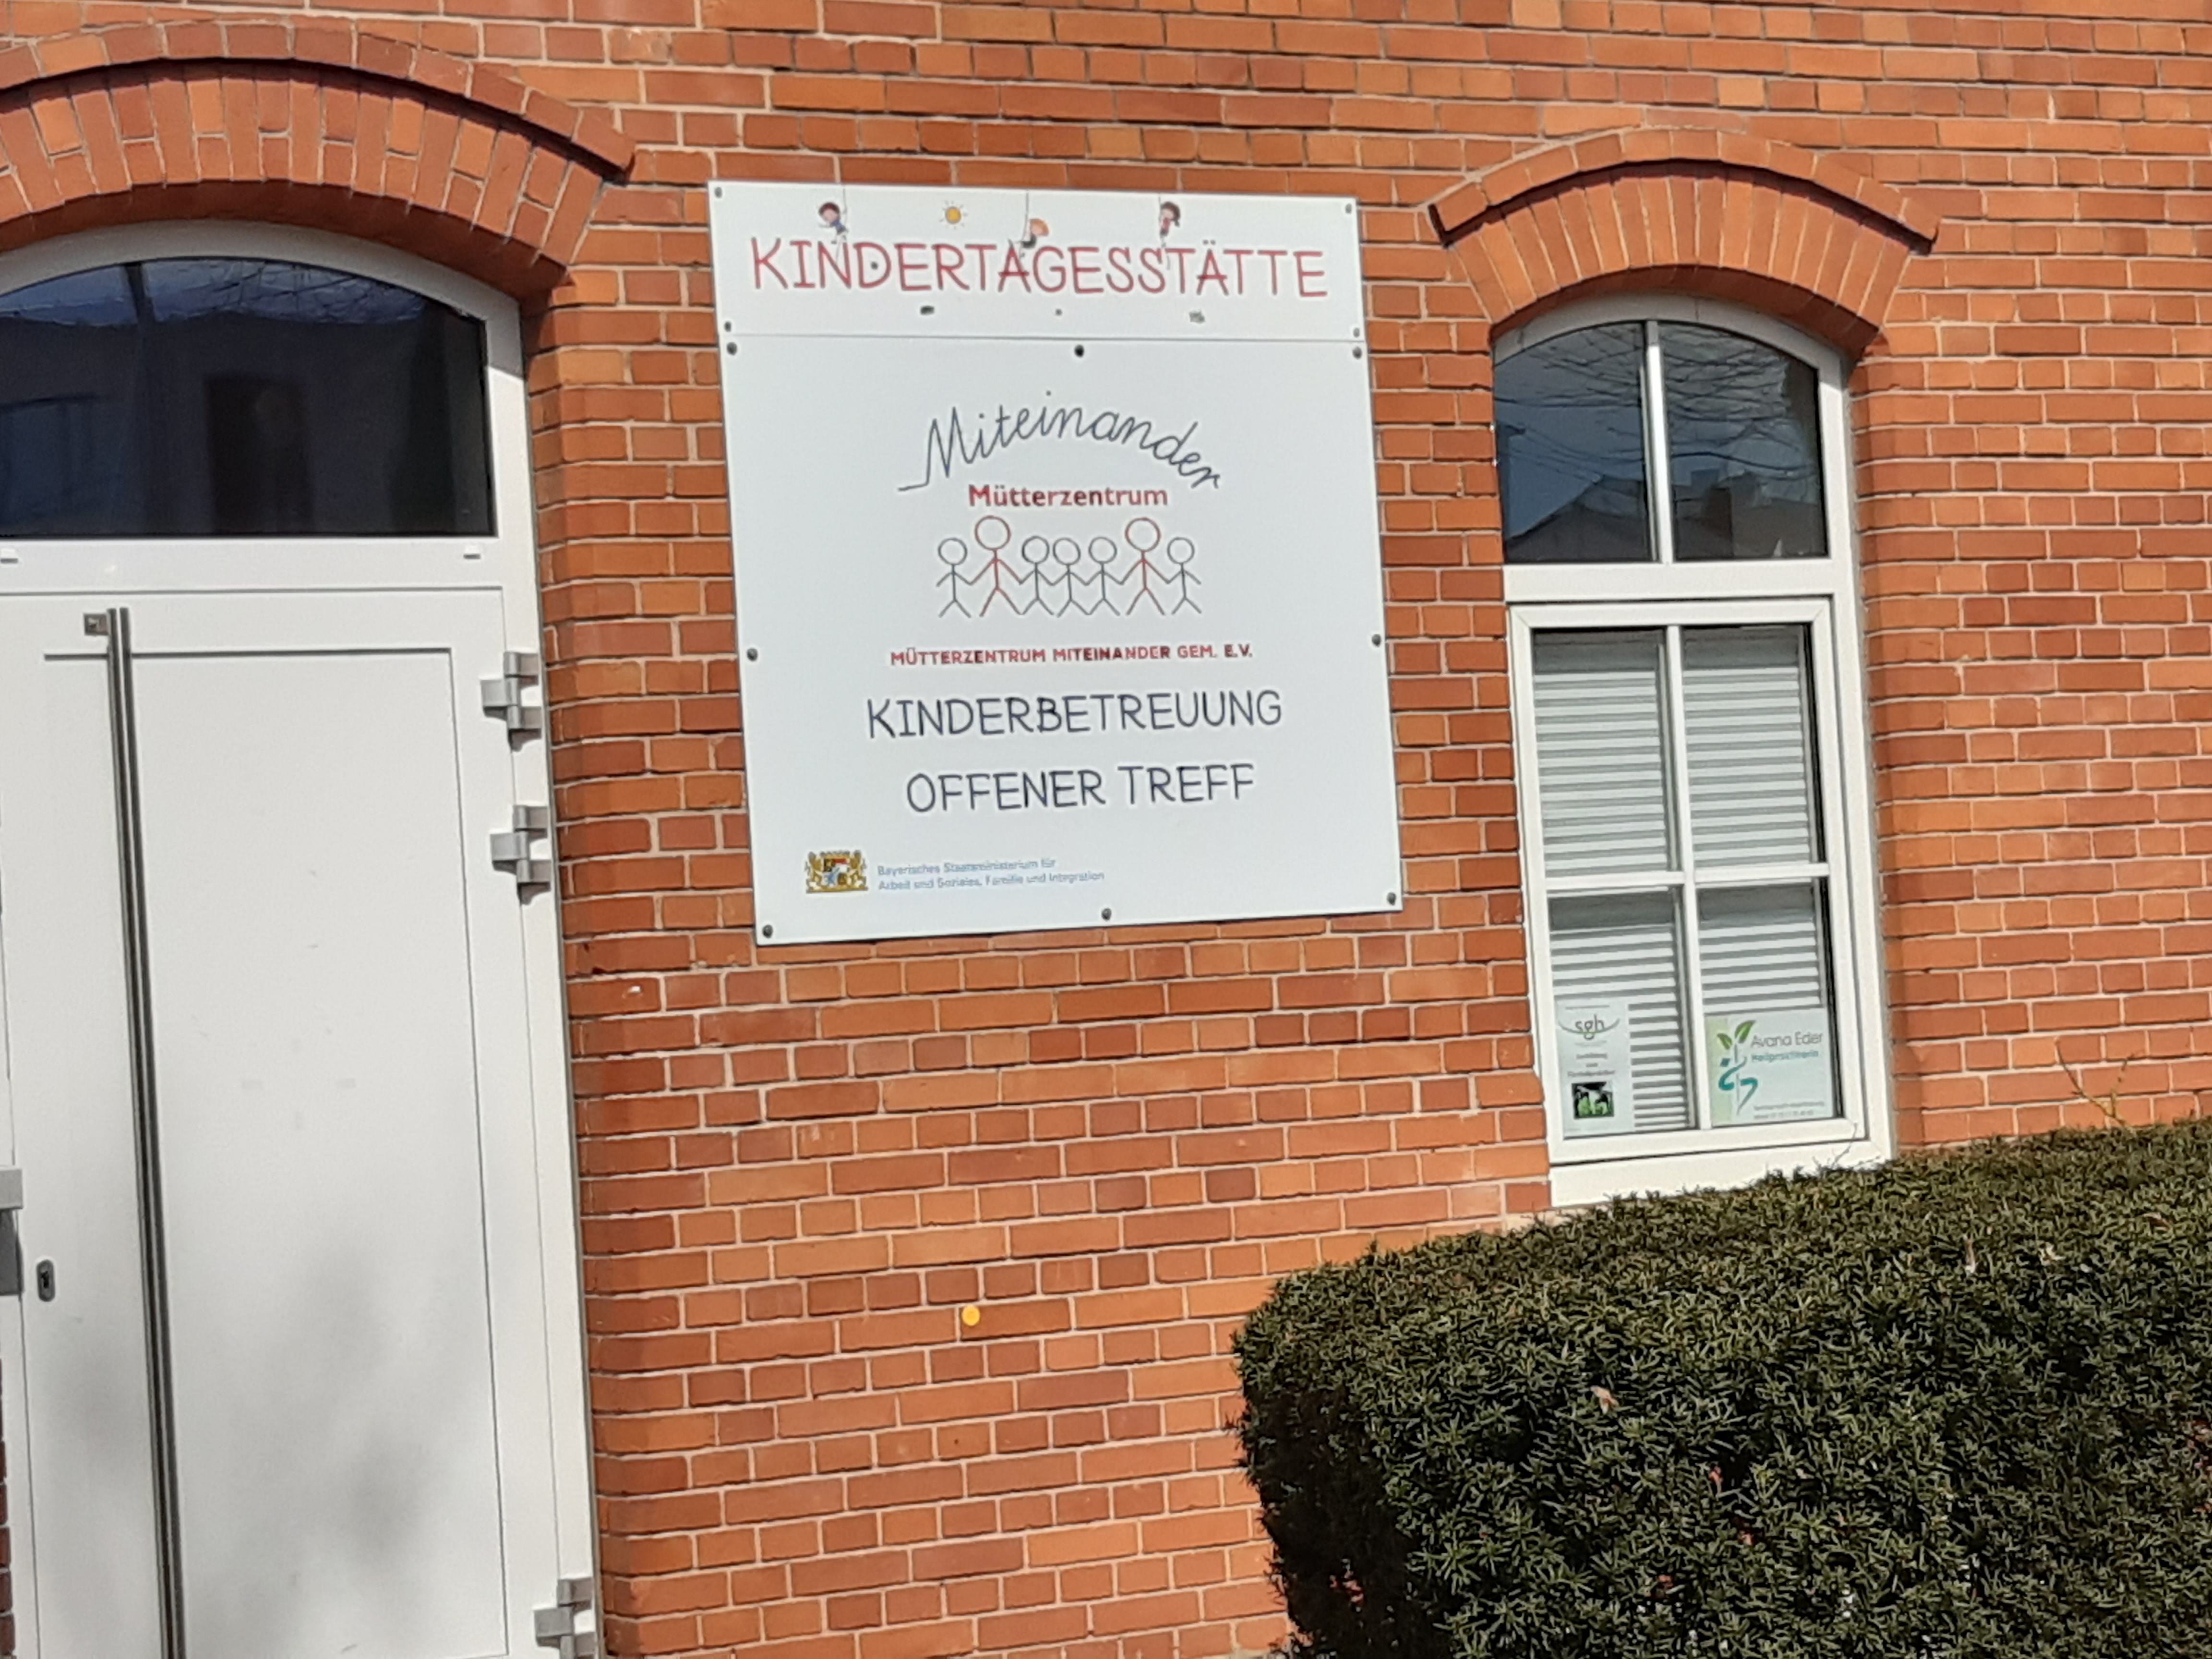 KINDERTAGESSTÄTTE
Miteinander
Mütterzentrum
MÜTTERZENTRUM MITEINANDER GEM. E.V.
KINDERBETREUUNG
OFFENER TREFF
Bayerisches Staatsministerium für
Arbeit und Soziales, Familie und Integration
sgh
Avana Eder
Heilpraktikerin